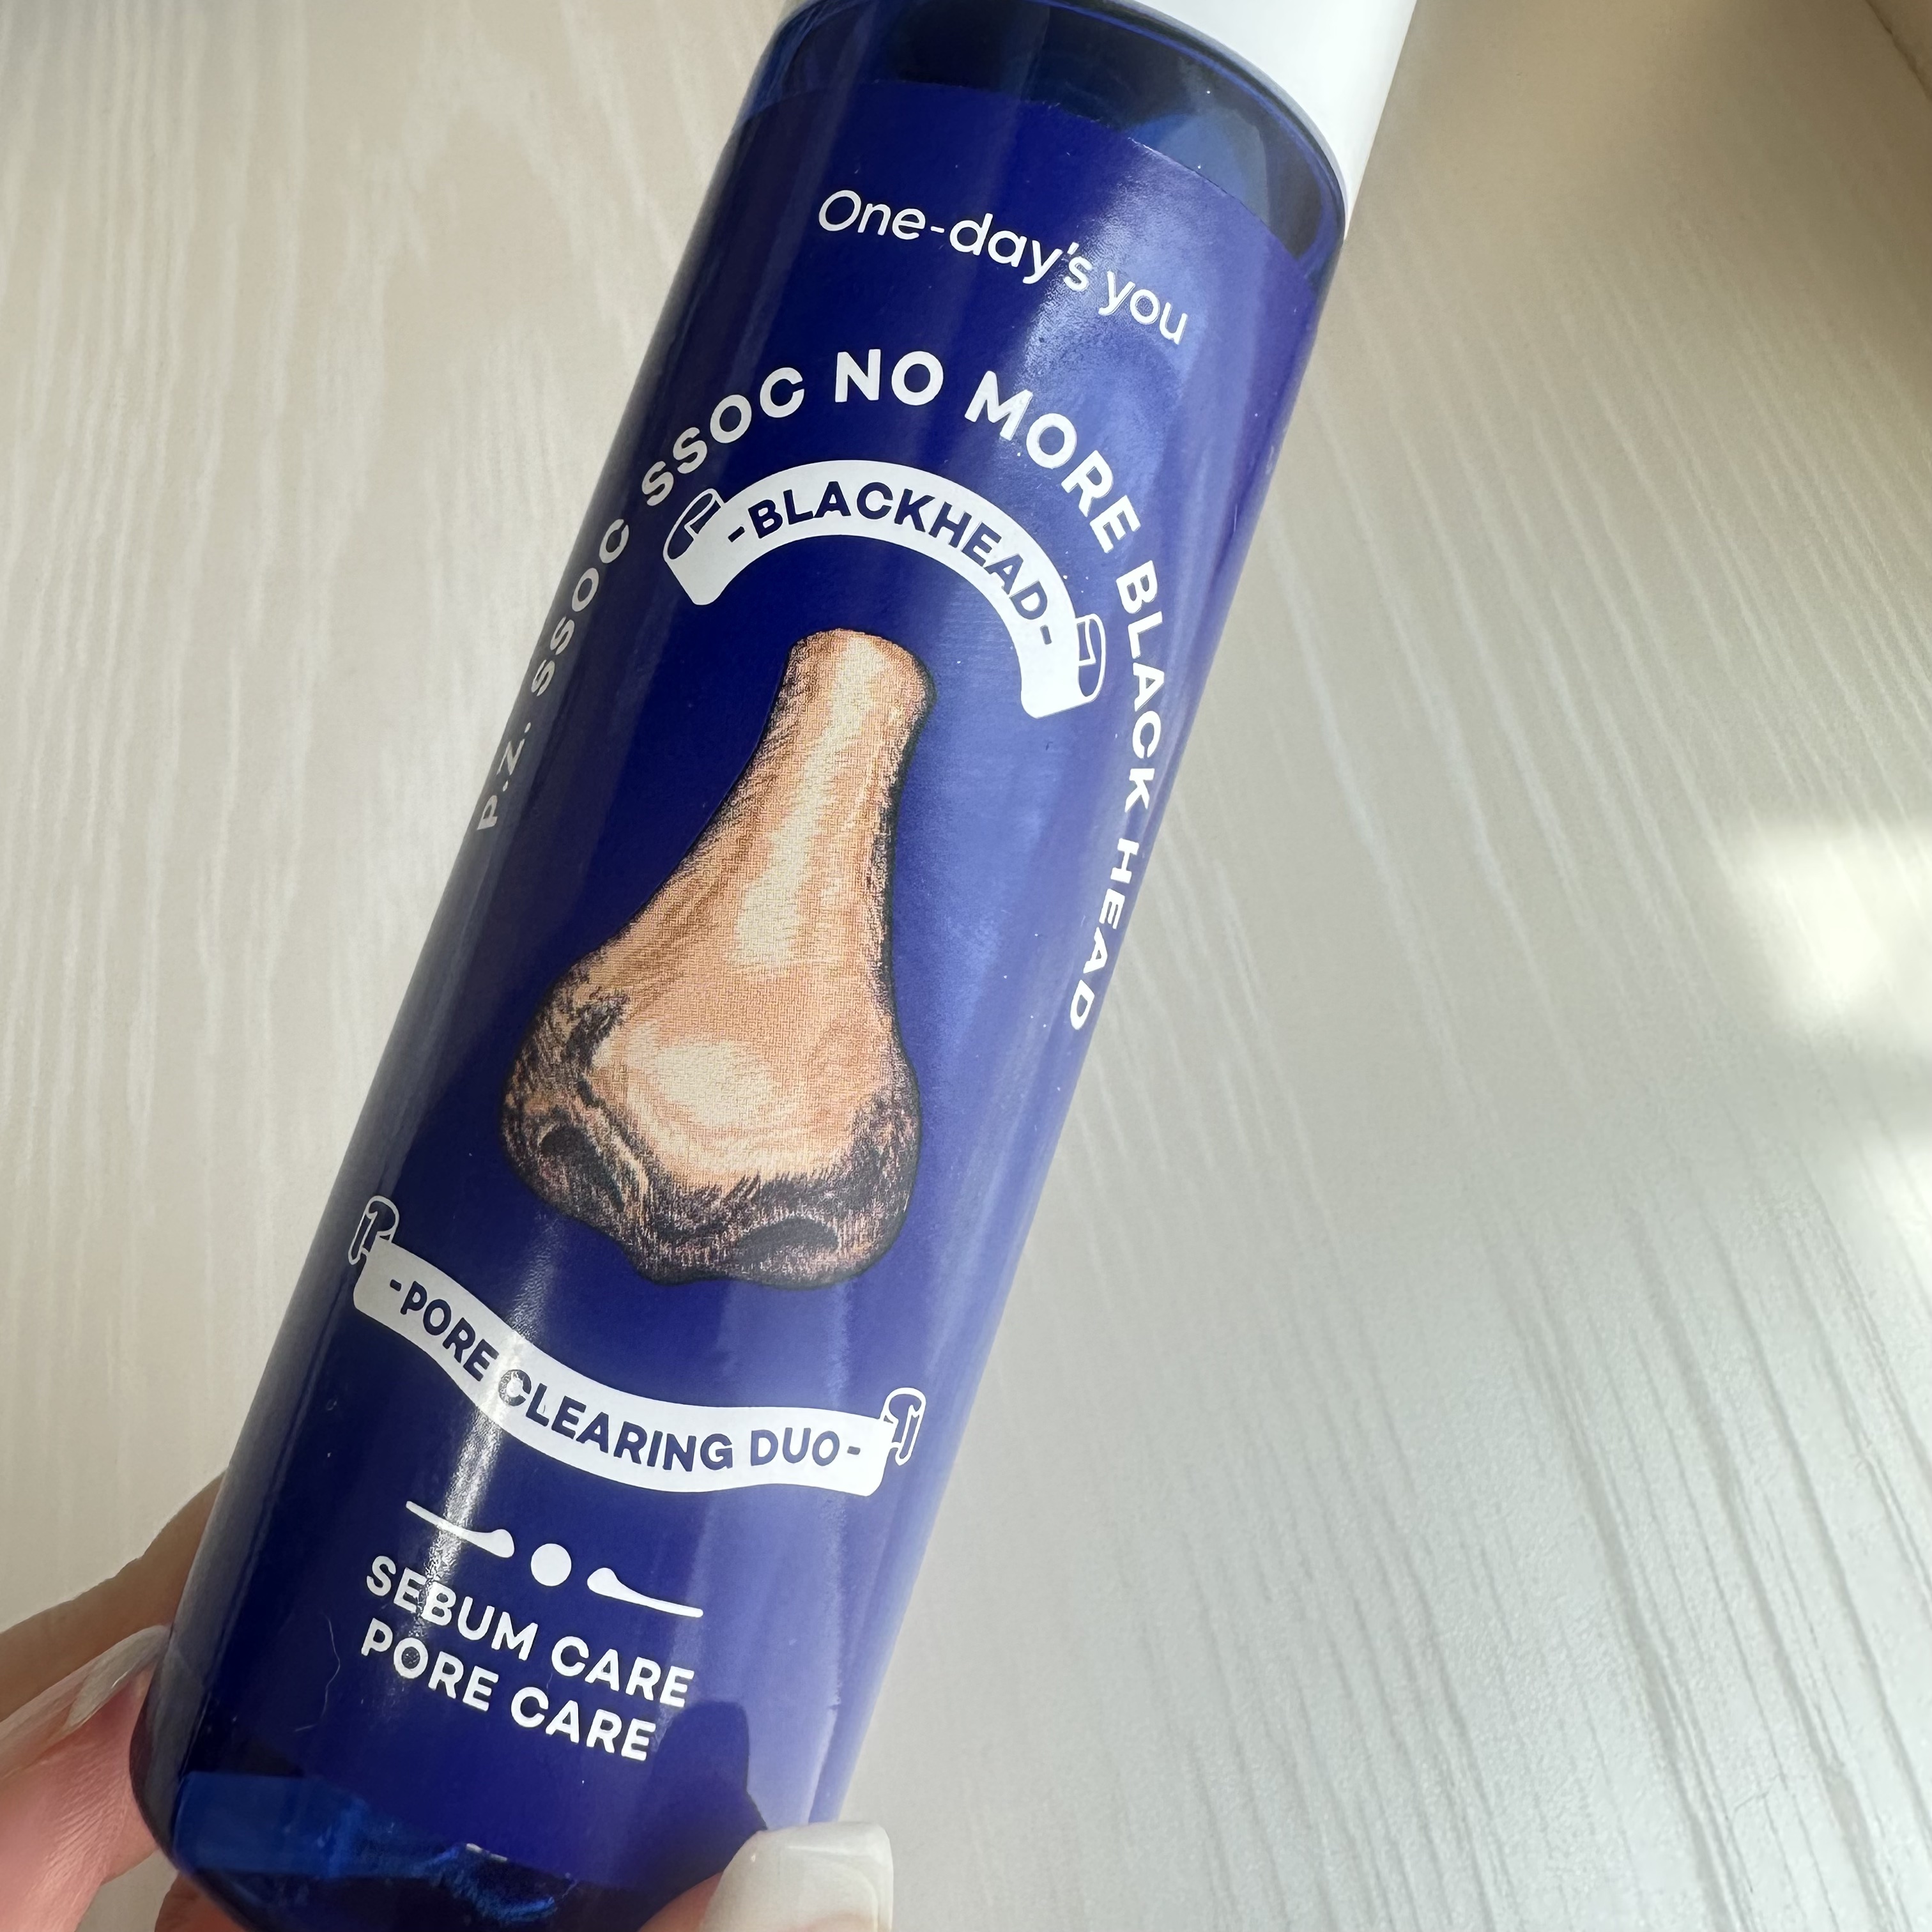 One-day's you
P.Z. SSOC SSOC NO MORE BLACK HEAD
-BLACKHEAD-
-PORE CLEARING DUO-
SEBUM CARE
PORE CARE